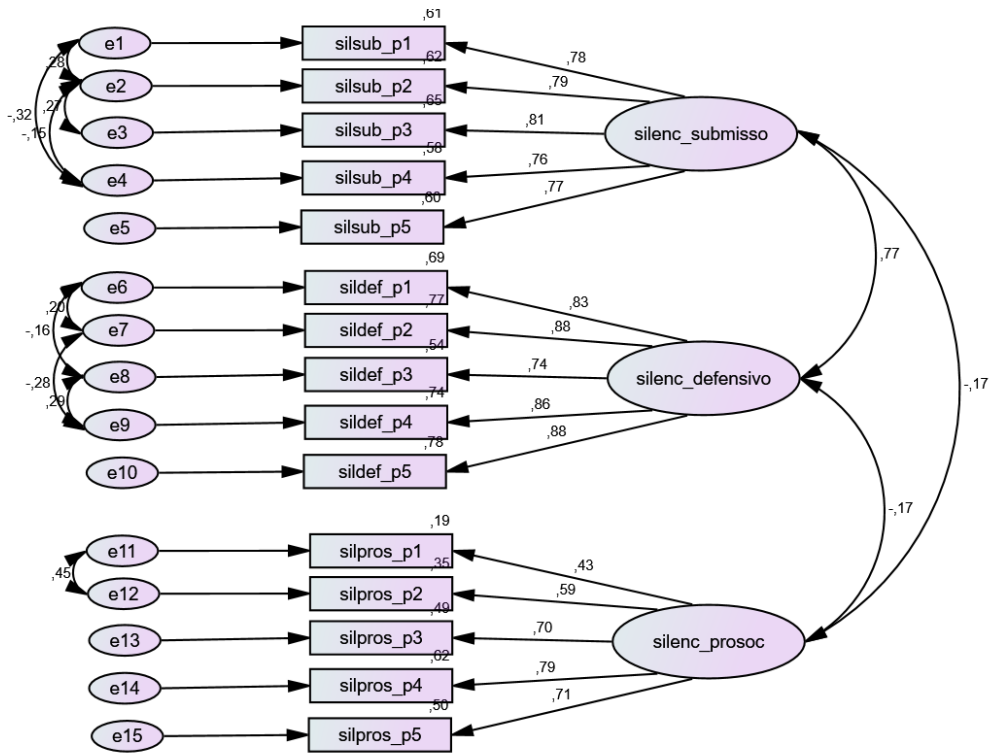 ,61
e1
silsub_p1
,78
,28
,62
e2
silsub_p2
,79
,65
-,32
,27
-,15
e3
silsub_p3
,81
silenc_submisso
,58
e4
silsub_p4
,76
,77
,60
e5
silsub_p5
,77
,69
e6
sildef_p1
,83
,20
,77
-,16
e7
sildef_p2
,88
,54
e8
sildef_p3
,74
silenc_defensivo
-,17
-,28
,29
,74
e9
sildef_p4
,86
,78
,88
e10
sildef_p5
-,17
,19
e11
silpros_p1
,43
,45
,35
e12
silpros_p2
,59
,49
e13
silpros_p3
,70
silenc_prosoc
,62
e14
silpros_p4
,79
,50
,71
e15
silpros_p5